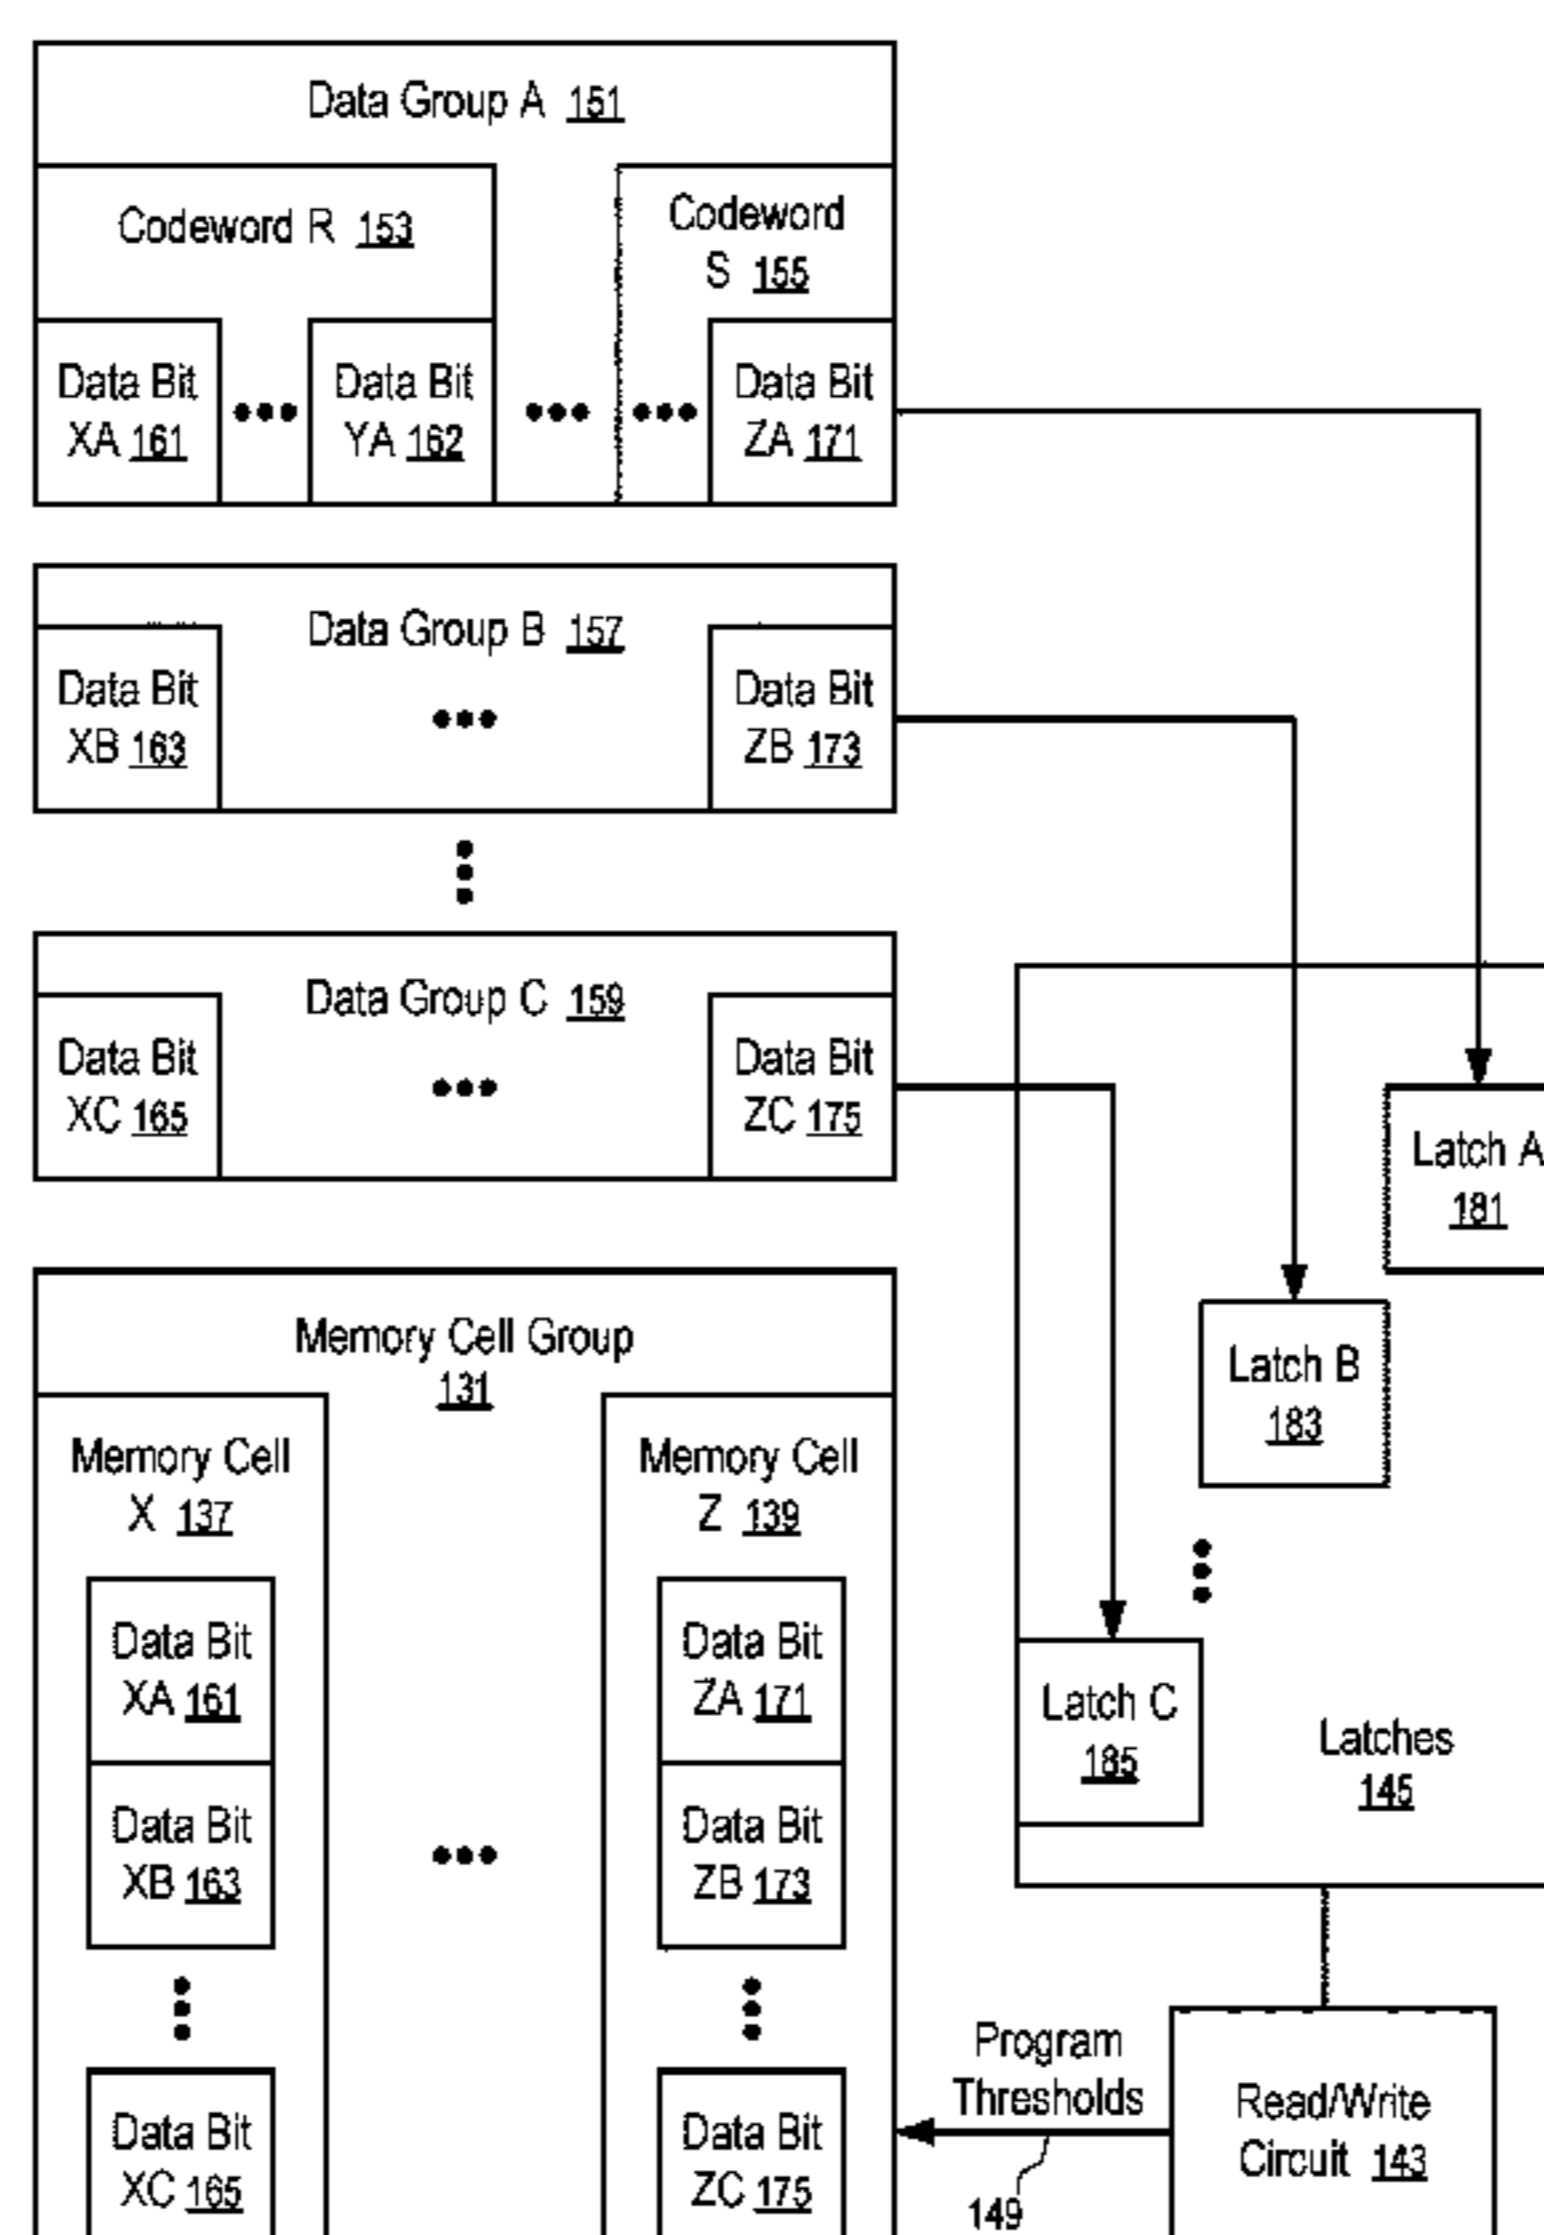 Data Group A 151
Codeword R 153
Codeword
S 155
Data Bit
XA 161
Data Bit
YA 162
Data Bit
ZA 171
Data Group B 157
Data Bit
XB 163
Data Bit
ZB 173
Data Group C 159
Data Bit
XC 165
Data Bit
ZC 175
Latch A
181
Latch B
183
Latch C
185
Latches
145
Memory Cell Group
131
Memory Cell
X 137
Memory Cell
Z 139
Data Bit
XA 161
Data Bit
ZA 171
Data Bit
XB 163
Data Bit
ZB 173
Data Bit
XC 165
Data Bit
ZC 175
Program
Thresholds
149
Read/Write
Circuit 143